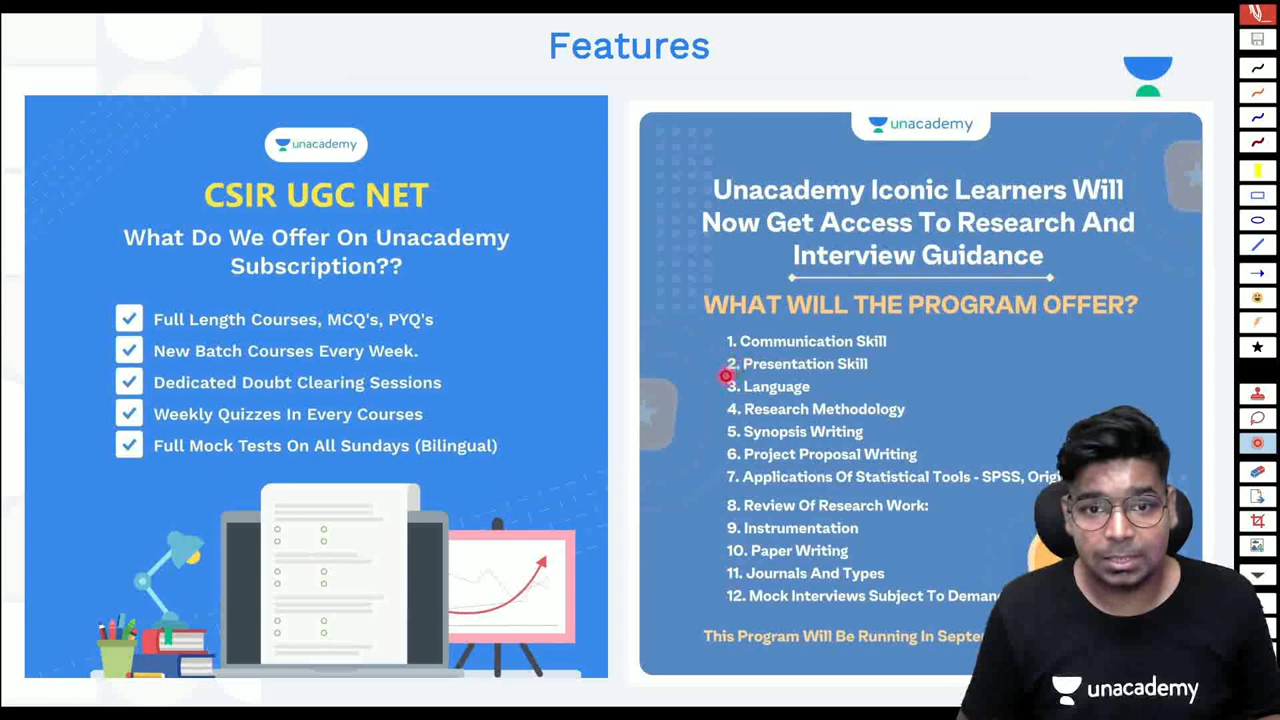 Features
unacademy
CSIR UGC NET
What Do We Offer On Unacademy
Subscription??
Full Length Courses, MCQ's, PYQ's
New Batch Courses Every Week.
Dedicated Doubt Clearing Sessions
Weekly Quizzes In Every Courses
Full Mock Tests On All Sundays (Bilingual)
unacademy
Unacademy Iconic Learners Will
Now Get Access To Research And
Interview Guidance
WHAT WILL THE PROGRAM OFFER?
1. Communication Skill
2. Presentation Skill
3. Language
4. Research Methodology
5. Synopsis Writing
6. Project Proposal Writing
7. Applications Of Statistical Tools - SPSS,
8. Review Of Research Work:
9. Instrumentation
10. Paper Writing
11. Journals And Types
12. Mock Interviews Subject To
This Program Will Be Running In
unacademy